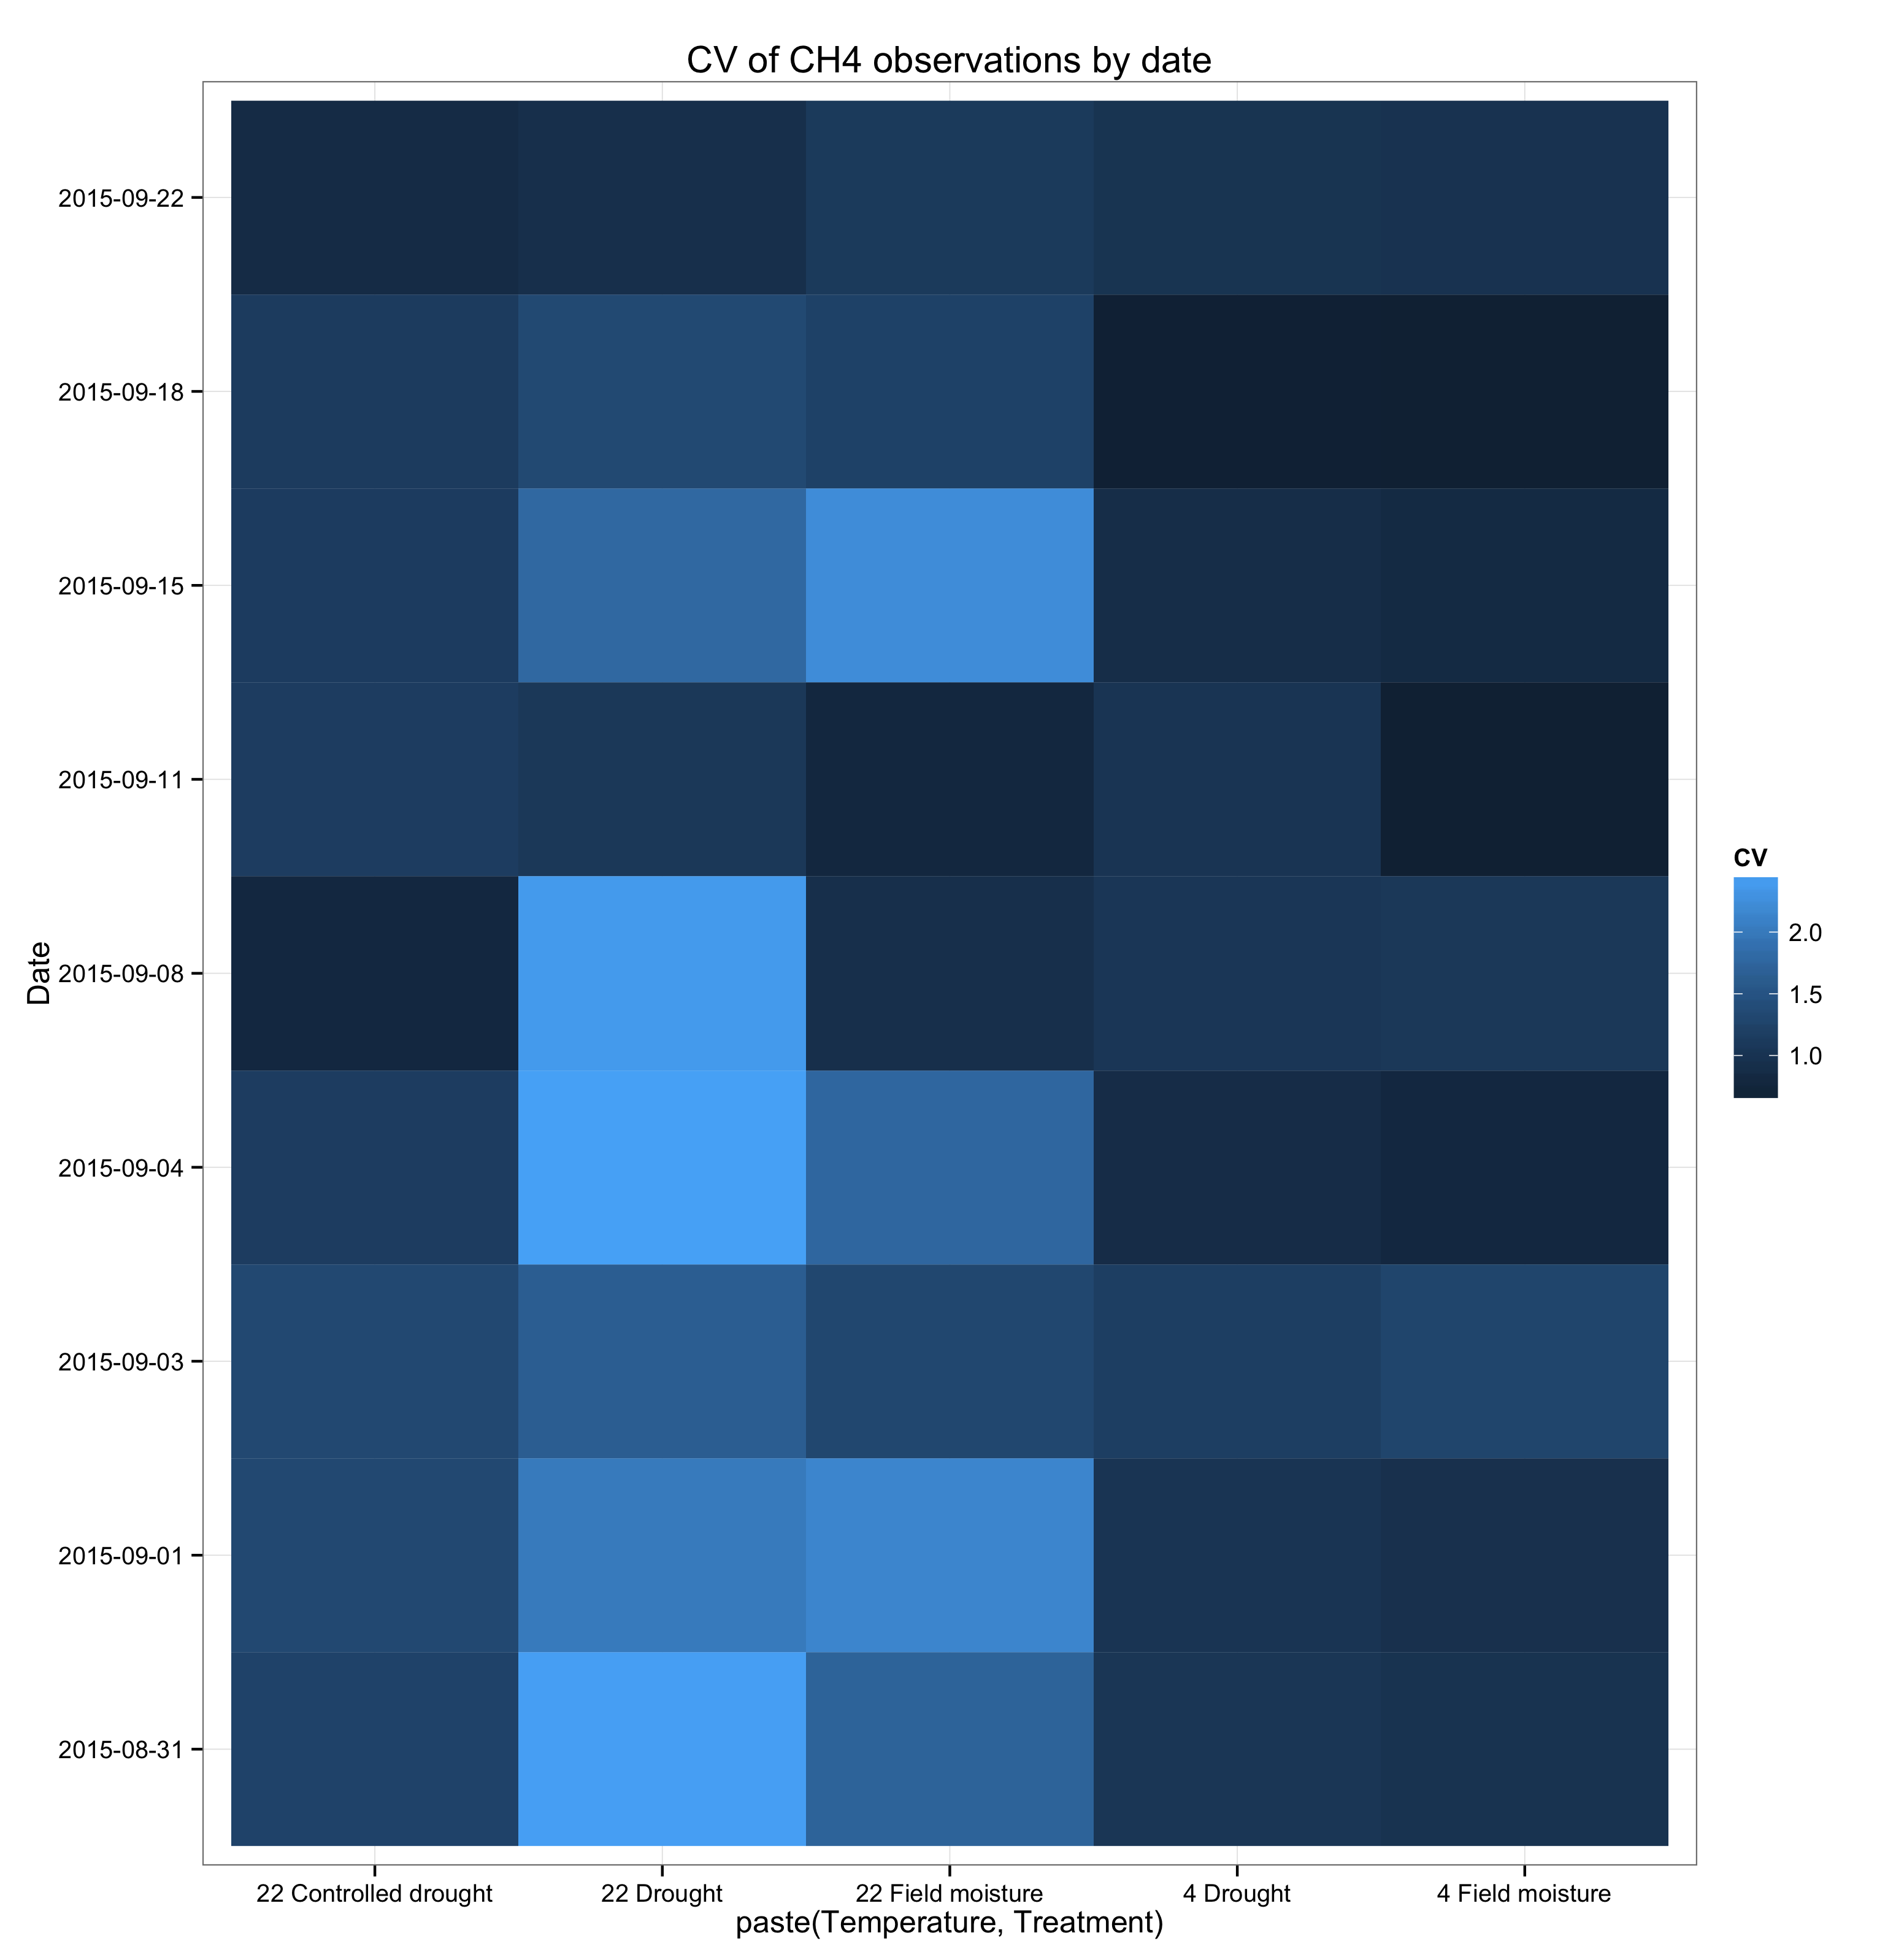 CV of CH4 observations by date
Date
2015-09-22
2015-09-18
2015-09-15
2015-09-11
2015-09-08
2015-09-04
2015-09-03
2015-09-01
2015-08-31
22 Controlled drought
22 Drought
22 Field moisture
4 Drought
4 Field moisture
paste(Temperature, Treatment)
CV
2.0
1.5
1.0